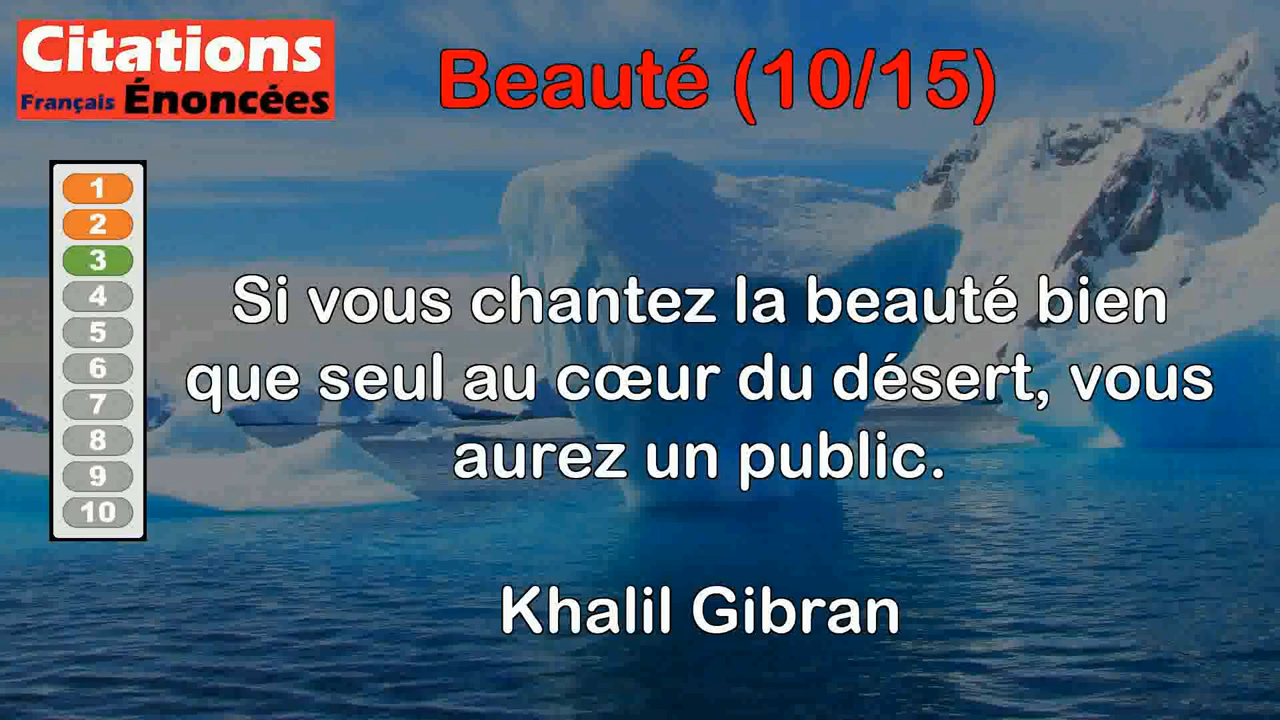 Citations
Français Énoncées
Beauté (10/15)
1
2
3
4
5
6
7
8
9
10
Si vous chantez la beauté bien
que seul au cœur du désert, vous
aurez un public.
Khalil Gibran